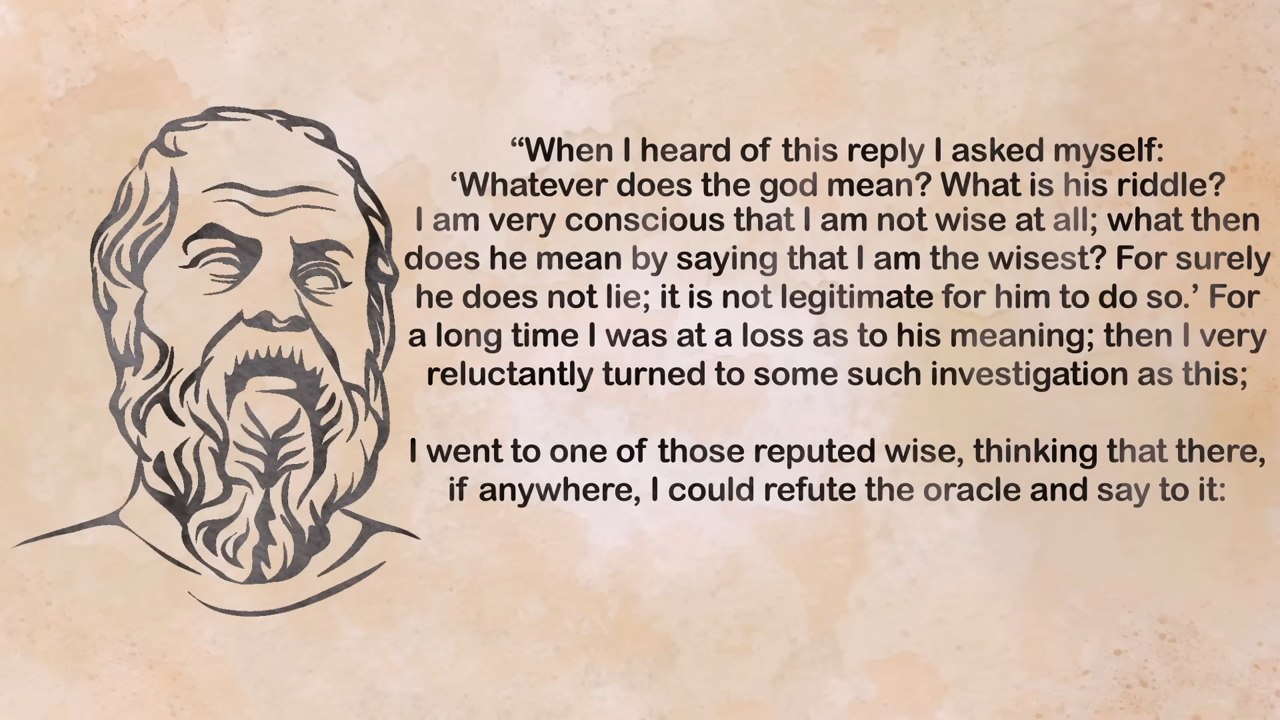 “When I heard of this reply I asked myself:
‘Whatever does the god mean? What is his riddle?
I am very conscious that I am not wise at all; what then
does he mean by saying that I am the wisest? For surely
he does not lie; it is not legitimate for him to do so.’ For
a long time I was at a loss as to his meaning; then I very
reluctantly turned to some such investigation as this;
I went to one of those reputed wise, thinking that there,
if anywhere, I could refute the oracle and say to it: